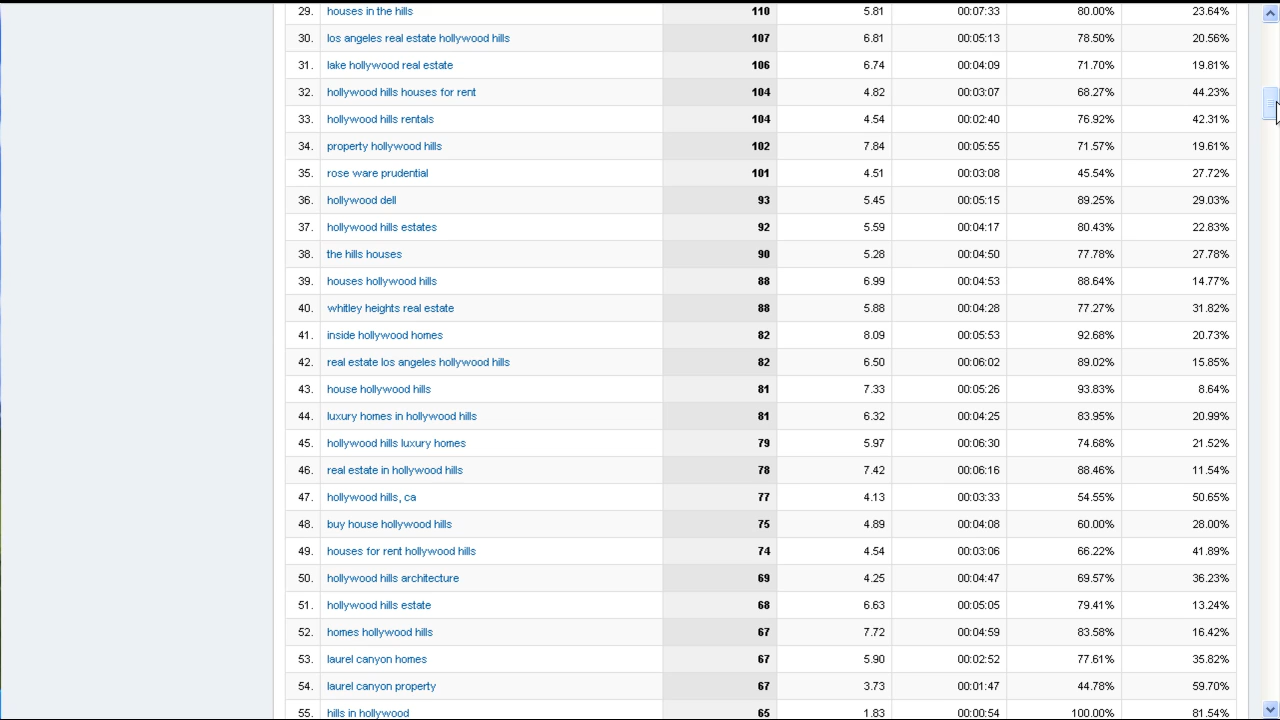 29. houses in the hills 110 5.81 00:07:33 80.00% 23.64%
30. los angeles real estate hollywood hills 107 6.81 00:05:13 78.50% 20.56%
31. lake hollywood real estate 106 6.74 00:04:09 71.70% 19.81%
32. hollywood hills houses for rent 104 4.82 00:03:07 68.27% 44.23%
33. hollywood hills rentals 104 4.54 00:02:40 76.92% 42.31%
34. property hollywood hills 102 7.84 00:05:55 71.57% 19.61%
35. rose ware prudential 101 4.51 00:03:08 45.54% 27.72%
36. hollywood dell 93 5.45 00:05:15 89.25% 29.03%
37. hollywood hills estates 92 5.59 00:04:17 80.43% 22.83%
38. the hills houses 90 5.28 00:04:50 77.78% 27.78%
39. houses hollywood hills 88 6.99 00:04:53 88.64% 14.77%
40. whitley heights real estate 88 5.88 00:04:28 77.27% 31.82%
41. inside hollywood homes 82 8.09 00:05:53 92.68% 20.73%
42. real estate los angeles hollywood hills 82 6.50 00:06:02 89.02% 15.85%
43. house hollywood hills 81 7.33 00:05:26 93.83% 8.64%
44. luxury homes in hollywood hills 81 6.32 00:04:25 83.95% 20.99%
45. hollywood hills luxury homes 79 5.97 00:06:30 74.68% 21.52%
46. real estate in hollywood hills 78 7.42 00:06:16 88.46% 11.54%
47. hollywood hills, ca 77 4.13 00:03:33 54.55% 50.65%
48. buy house hollywood hills 75 4.89 00:04:08 60.00% 28.00%
49. houses for rent hollywood hills 74 4.54 00:03:06 66.22% 41.89%
50. hollywood hills architecture 69 4.25 00:04:47 69.57% 36.23%
51. hollywood hills estate 68 6.63 00:05:05 79.41% 13.24%
52. homes hollywood hills 67 7.72 00:04:59 83.58% 16.42%
53. laurel canyon homes 67 5.90 00:02:52 77.61% 35.82%
54. laurel canyon property 67 3.73 00:01:47 44.78% 59.70%
55. hills in hollywood 65 1.83 00:00:54 100.00% 81.54%